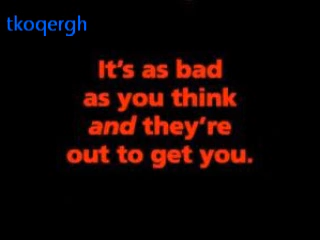 tkoqergh
It's as bad
as you think
and they're
out to get you.